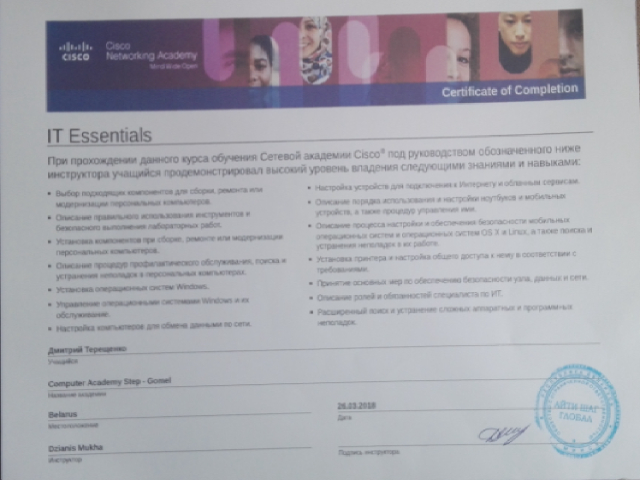 cisco
Cisco
Networking Academy
Mind Wide Open
Certificate of Completion
IT Essentials
При прохождении данного курса обучения Сетевой академии Cisco® под руководством обозначенного ниже
инструктора учащийся продемонстрировал высокий уровень владения следующими знаниями и навыками:
• Выбор подходящих компонентов для сборки, ремонта или
модернизации персональных компьютеров.
• Описание правильного использования инструментов и
безопасного выполнения лабораторных работ.
• Установка компонентов при сборке, ремонте или модернизации
персональных компьютеров.
• Описание процедур профилактического обслуживания, поиска и
устранения неполадок в персональных компьютерах.
• Установка операционных систем Windows.
• Управление операционными системами Windows и их
обслуживание.
• Настройка компьютеров для обмена данными по сети.
• Настройка устройств для подключения к Интернету и облачным сервисам.
• Описание порядка использования и настройки ноутбуков и мобильных
устройств, а также процедур управления ими.
• Описание процесса настройки и обеспечения безопасности мобильных
операционных систем и операционных систем OS X и Linux, а также поиска и
устранения неполадок в их работе.
• Установка принтера и настройка общего доступа к нему в соответствии с
требованиями.
• Принятие основных мер по обеспечению безопасности узла, данных и сети.
• Описание ролей и обязанностей специалиста по ИТ.
• Расширенный поиск и устранение сложных аппаратных и программных
неполадок.
Дмитрий Терещенко
Учащийся
Computer Academy Step - Gomel
Название академии
Belarus
Местоположение
26.03.2018
Дата
Dzianis Mukha
Инструктор
Подпись инструктора
АЙТИ ШАГ
ГЛОБАЛ